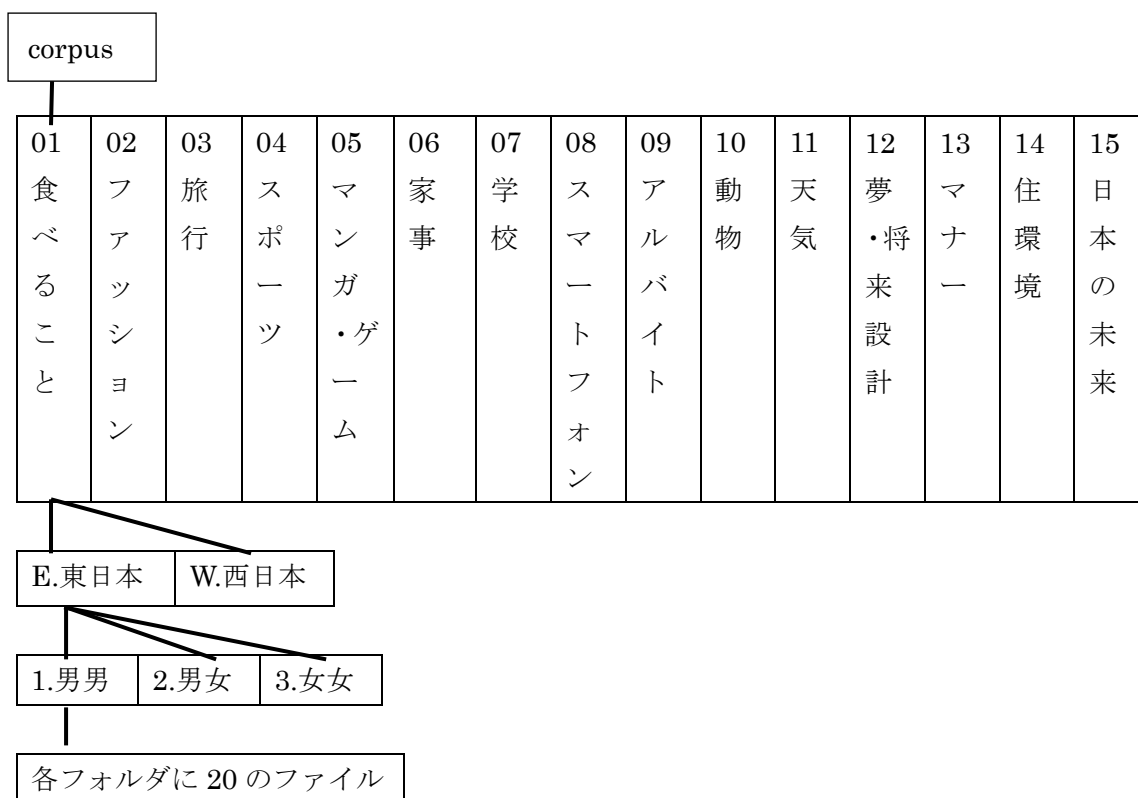 corpus
01 食べること
02 ファッション
03 旅行
04 スポーツ
05 マンガ・ゲーム
06 家事
07 学校
08 スマートフォン
09 アルバイト
10 動物
11 天気
12 夢・将来設計
13 マナー
14 住環境
15 日本の未来
E.東日本 W.西日本
1.男男 2.男女 3.女女
各フォルダに 20 のファイル